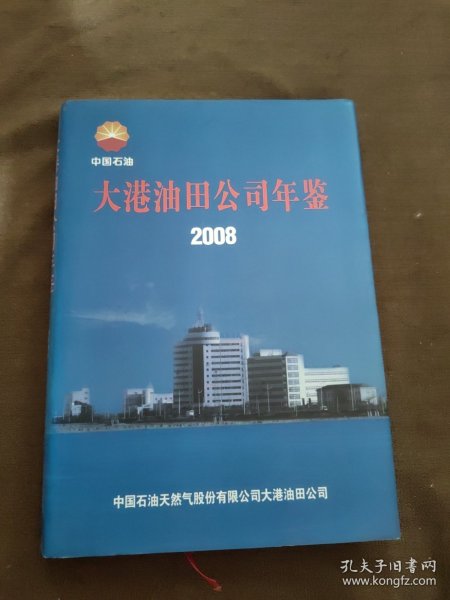 中国石油
大港油田公司年鉴
2008
中国石油天然气股份有限公司大港油田公司
孔夫子旧书网
www.kongfz.com